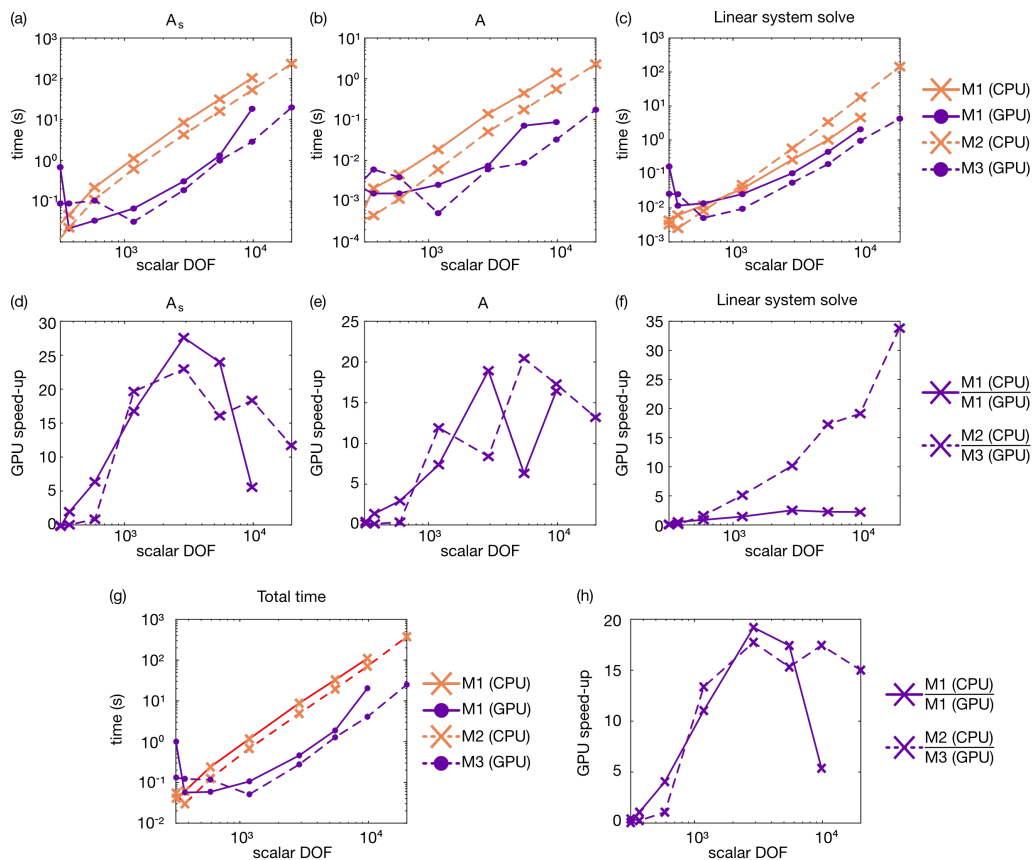 (a) A_s
10^3
10^2
10^1
10^0
10^-1
time (s)
10^3 10^4
scalar DOF
(b) A
10^1
10^0
10^-1
10^-2
10^-3
10^-4
time (s)
10^3 10^4
scalar DOF
(c) Linear system solve
10^3
10^2
10^1
10^0
10^-1
10^-2
10^-3
time (s)
10^3 10^4
scalar DOF
M1 (CPU)
M1 (GPU)
M2 (CPU)
M3 (GPU)
(d) A_s
30
25
20
15
10
5
0
GPU speed-up
10^3 10^4
scalar DOF
(e) A
25
20
15
10
5
0
GPU speed-up
10^3 10^4
scalar DOF
(f) Linear system solve
35
30
25
20
15
10
5
0
GPU speed-up
10^3 10^4
scalar DOF
M1 (CPU)
M1 (GPU)
M2 (CPU)
M3 (GPU)
(g) Total time
10^3
10^2
10^1
10^0
10^-1
10^-2
time (s)
10^3 10^4
scalar DOF
M1 (CPU)
M1 (GPU)
M2 (CPU)
M3 (GPU)
(h)
20
15
10
5
0
GPU speed-up
10^3 10^4
scalar DOF
M1 (CPU)
M1 (GPU)
M2 (CPU)
M3 (GPU)